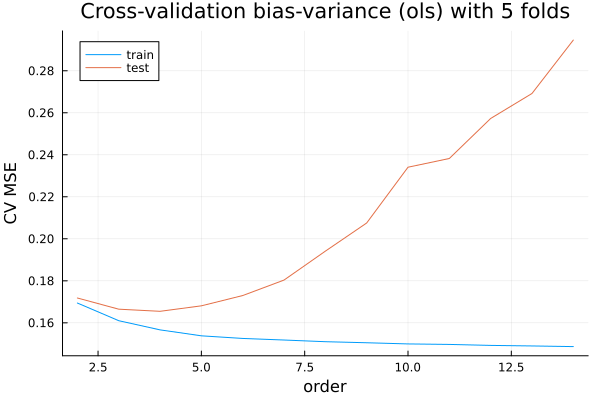 Cross-validation bias-variance (ols) with 5 folds
train
test
CV MSE
0.28
0.26
0.24
0.22
0.20
0.18
0.16
2.5
5.0
7.5
10.0
12.5
order